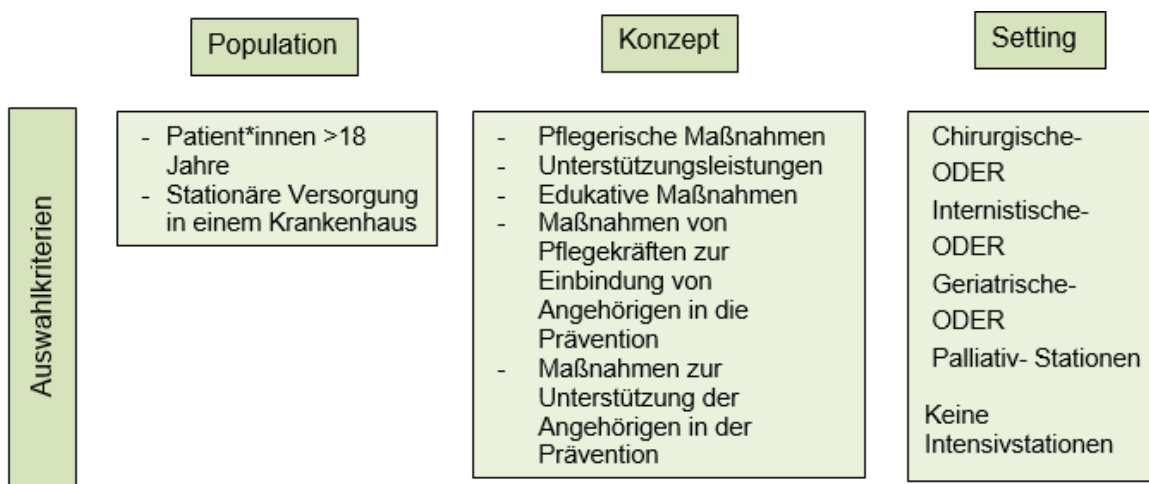 Population
Konzept
Setting
Auswahlkriterien
- Patient*innen >18
Jahre
- Stationäre Versorgung
in einem Krankenhaus
- Pflegerische Maßnahmen
- Unterstützungsleistungen
- Edukative Maßnahmen
- Maßnahmen von
Pflegekräften zur
Einbindung von
Angehörigen in die
Prävention
- Maßnahmen zur
Unterstützung der
Angehörigen in der
Prävention
Chirurgische-
ODER
Internistische-
ODER
Geriatrische-
ODER
Palliativ- Stationen
Keine
Intensivstationen